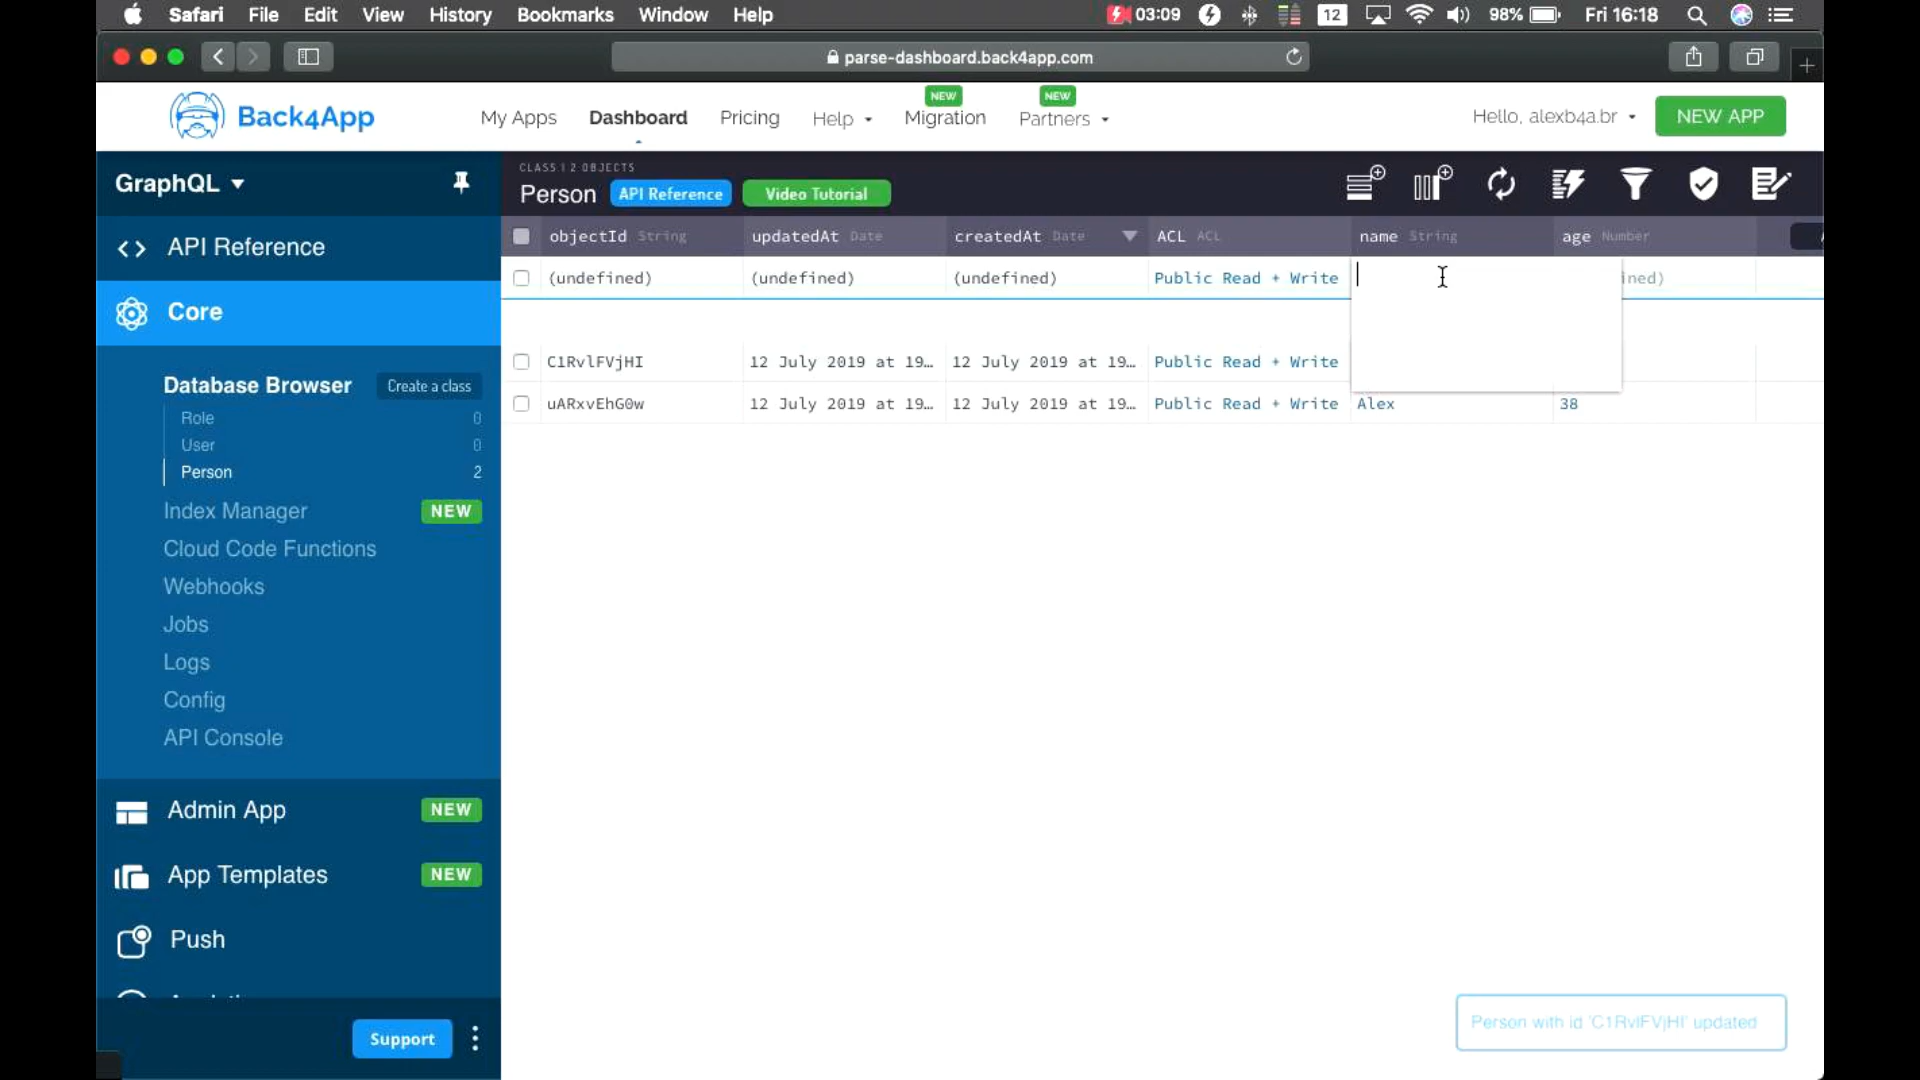 Safari File Edit View History Bookmarks Window Help 03:09 12 98% Fri 16:18
parse-dashboard.back4app.com
Back4App My Apps Dashboard Pricing Help NEW Migration NEW Partners Hello, alexb4a.br NEW APP
GraphQL
API Reference
Core
Database Browser Create a class
Role 0
User 0
Person 2
Index Manager NEW
Cloud Code Functions
Webhooks
Jobs
Logs
Config
API Console
Admin App NEW
App Templates NEW
Push
Support
CLASS | 2 OBJECTS
Person API Reference Video Tutorial
objectId String updatedAt Date createdAt Date ACL ACL name String age Number
(undefined) (undefined) (undefined) Public Read + Write ned)
C1RvlFVjHI 12 July 2019 at 19… 12 July 2019 at 19… Public Read + Write
uARxvEhG0w 12 July 2019 at 19… 12 July 2019 at 19… Public Read + Write Alex 38
Person with id 'C1RvlFVjHI' updated